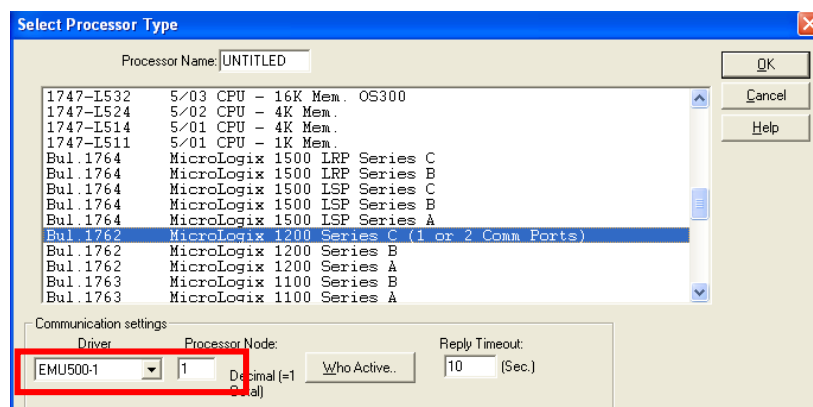 Select Processor Type
Processor Name: UNTITLED
OK
Cancel
Help
1747-L532 5/03 CPU - 16K Mem. OS300
1747-L524 5/02 CPU - 4K Mem.
1747-L514 5/01 CPU - 4K Mem.
1747-L511 5/01 CPU - 1K Mem.
Bul.1764 MicroLogix 1500 LRP Series C
Bul.1764 MicroLogix 1500 LRP Series B
Bul.1764 MicroLogix 1500 LSP Series C
Bul.1764 MicroLogix 1500 LSP Series B
Bul.1764 MicroLogix 1500 LSP Series A
Bul.1762 MicroLogix 1200 Series C (1 or 2 Comm Ports)
Bul.1762 MicroLogix 1200 Series B
Bul.1762 MicroLogix 1200 Series A
Bul.1763 MicroLogix 1100 Series B
Bul.1763 MicroLogix 1100 Series A
Communication settings
Driver Processor Node: Reply Timeout:
EMU500-1 1 Decimal (=1 Octal) Who Active.. 10 (Sec.)